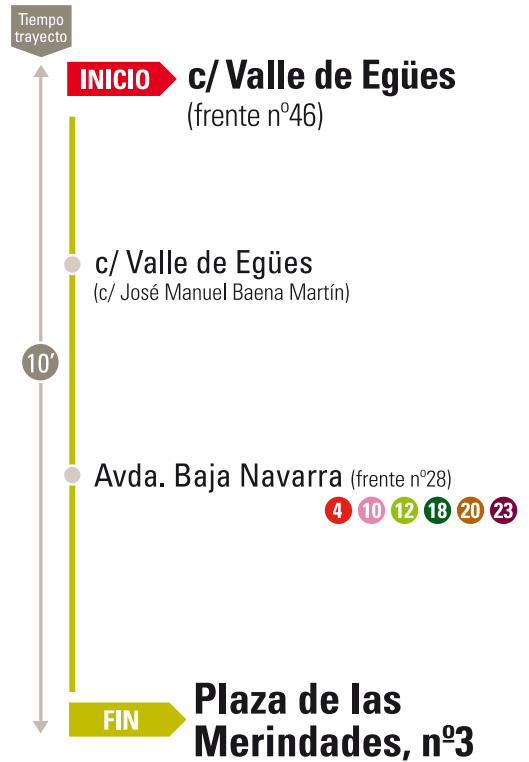 Tiempo
trayecto
INICIO c/ Valle de Egües
(frente nº46)
c/ Valle de Egües
(c/ José Manuel Baena Martín)
10’
Avda. Baja Navarra (frente nº28)
4 10 12 18 20 23
FIN Plaza de las
Merindades, nº3